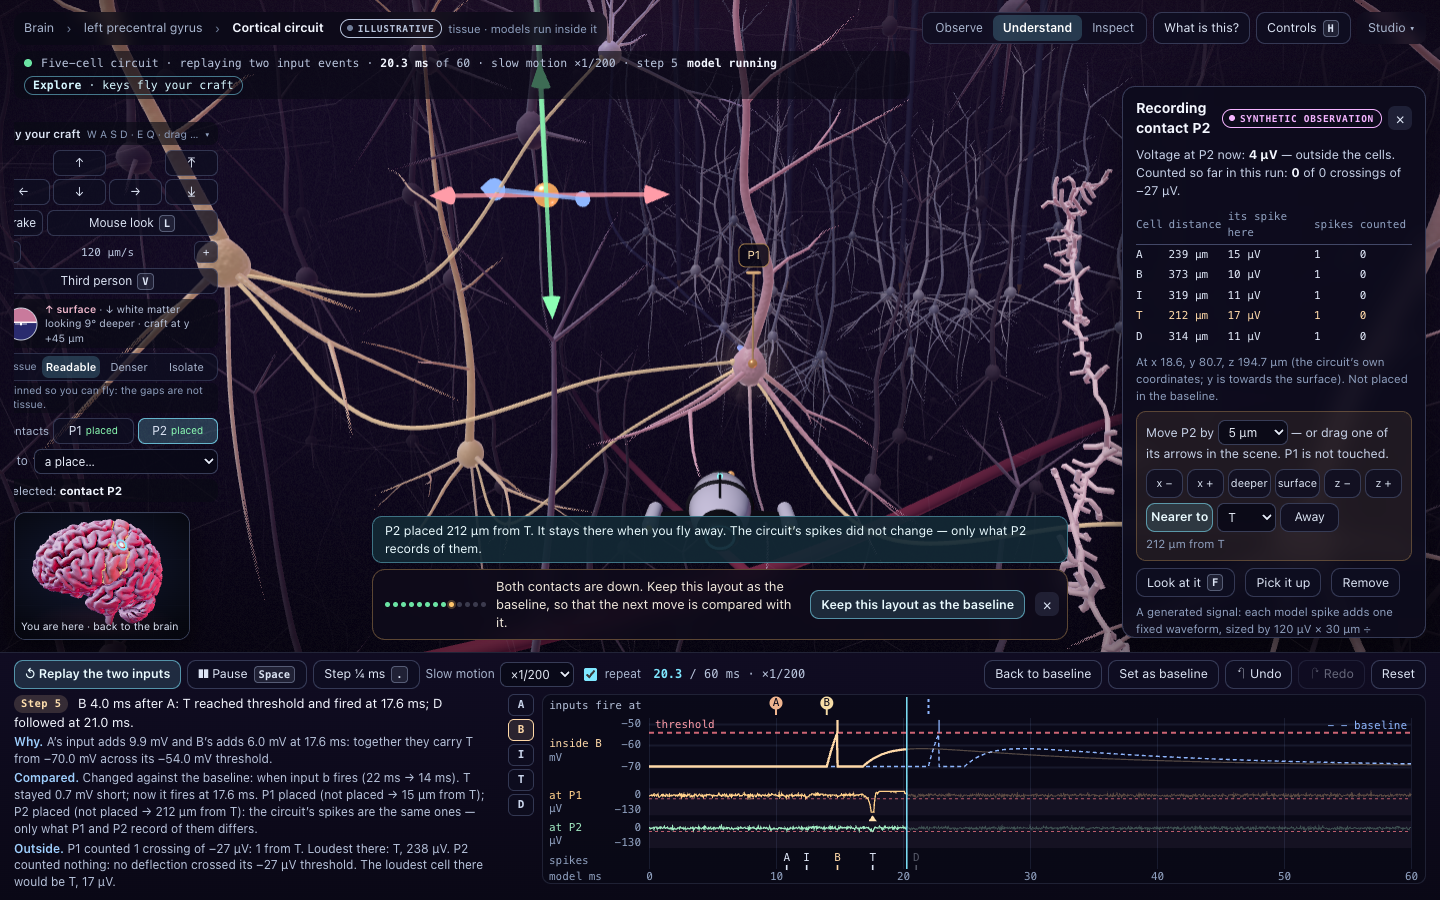 Brain › left precentral gyrus › Cortical circuit ILLUSTRATIVE tissue · models run inside it
Observe Understand Inspect What is this? Controls H Studio
Five-cell circuit · replaying two input events · 20.3 ms of 60 · slow motion ×1/200 · step 5 model running
Explore · keys fly your craft
y your craft W A S D · E Q · drag ...
↑ ⤒
← ↓ → ⤓
rake Mouse look L
120 µm/s +
Third person V
↑ surface · ↓ white matter
looking 9° deeper · craft at y
+45 µm
ssue Readable Denser Isolate
inned so you can fly: the gaps are not
tissue.
ntacts P1 placed P2 placed
to a place...
elected: contact P2
You are here · back to the brain
P1
P2 placed 212 µm from T. It stays there when you fly away. The circuit's spikes did not change — only what P2
records of them.
Both contacts are down. Keep this layout as the
baseline, so that the next move is compared with
it.
Keep this layout as the baseline ×
Recording
contact P2
SYNTHETIC OBSERVATION ×
Voltage at P2 now: 4 µV — outside the cells.
Counted so far in this run: 0 of 0 crossings of
−27 µV.
Cell distance its spike here spikes counted
A 239 µm 15 µV 1 0
B 373 µm 10 µV 1 0
I 319 µm 11 µV 1 0
T 212 µm 17 µV 1 0
D 314 µm 11 µV 1 0
At x 18.6, y 80.7, z 194.7 µm (the circuit's own
coordinates; y is towards the surface). Not placed
in the baseline.
Move P2 by 5 µm — or drag one of
its arrows in the scene. P1 is not touched.
x − x + deeper surface z − z +
Nearer to T Away
212 µm from T
Look at it F Pick it up Remove
A generated signal: each model spike adds one
fixed waveform, sized by 120 µV × 30 µm ÷
Replay the two inputs Pause Space Step ¼ ms . Slow motion ×1/200 repeat 20.3 / 60 ms · ×1/200
Back to baseline Set as baseline Undo Redo Reset
Step 5 B 4.0 ms after A: T reached threshold and fired at 17.6 ms; D
followed at 21.0 ms.
Why. A's input adds 9.9 mV and B's adds 6.0 mV at 17.6 ms: together they carry T
from −70.0 mV across its −54.0 mV threshold.
Compared. Changed against the baseline: when input b fires (22 ms → 14 ms). T
stayed 0.7 mV short; now it fires at 17.6 ms. P1 placed (not placed → 15 µm from T);
P2 placed (not placed → 212 µm from T): the circuit's spikes are the same ones —
only what P1 and P2 record of them differs.
Outside. P1 counted 1 crossing of −27 µV: 1 from T. Loudest there: T, 238 µV. P2
counted nothing: no deflection crossed its −27 µV threshold. The loudest cell there
would be T, 17 µV.
A
B
I
T
D
inputs fire at A B
−50 threshold baseline
inside B −60
mV
−70
at P1 0
µV −130
at P2 0
µV −130
spikes A I B T D
model ms 0 10 20 30 40 50 60